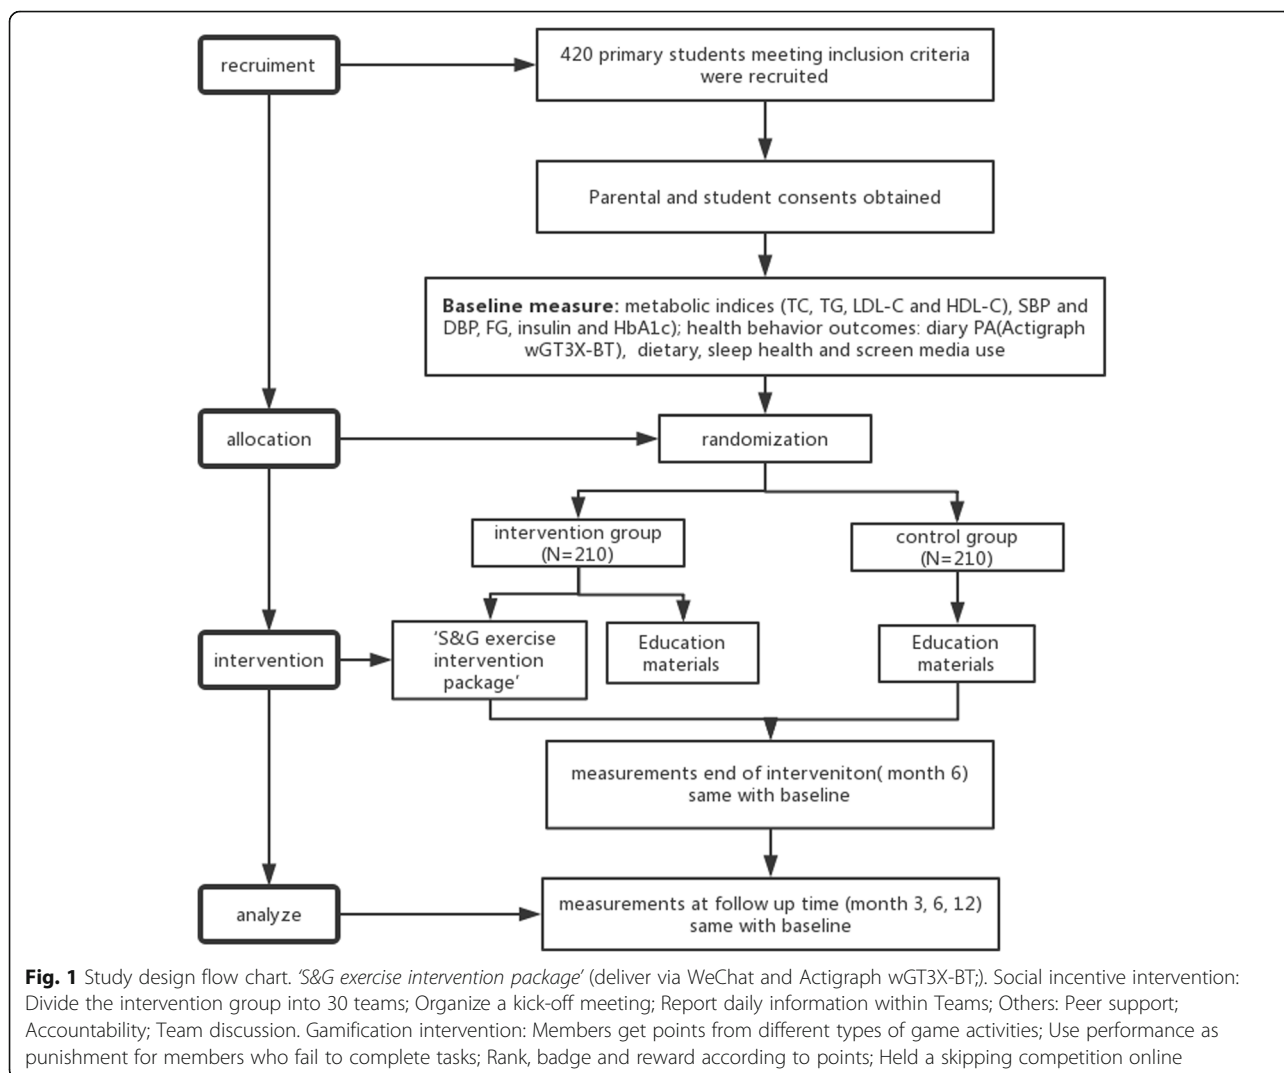 recruiment
420 primary students meeting inclusion criteria
were recruited
Parental and student consents obtained
Baseline measure: metabolic indices (TC, TG, LDL-C and HDL-C), SBP and
DBP, FG, insulin and HbA1c); health behavior outcomes: diary PA(Actigraph
wGT3X-BT), dietary, sleep health and screen media use
allocation
randomization
intervention group
(N=210)
control group
(N=210)
intervention
'S&G exercise
intervention
package'
Education
materials
Education
materials
measurements end of interveniton( month 6)
same with baseline
analyze
measurements at follow up time (month 3, 6, 12)
same with baseline
Fig. 1 Study design flow chart. 'S&G exercise intervention package' (deliver via WeChat and Actigraph wGT3X-BT;). Social incentive intervention:
Divide the intervention group into 30 teams; Organize a kick-off meeting; Report daily information within Teams; Others: Peer support;
Accountability; Team discussion. Gamification intervention: Members get points from different types of game activities; Use performance as
punishment for members who fail to complete tasks; Rank, badge and reward according to points; Held a skipping competition online